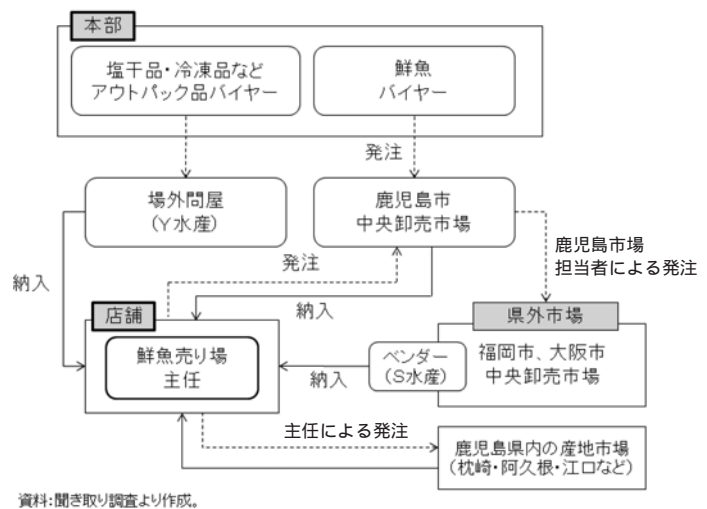 本部
塩干品・冷凍品など
アウトパック品バイヤー
鮮魚
バイヤー
発注
場外問屋
(Y水産)
鹿児島市
中央卸売市場
鹿児島市場
担当者による発注
発注
納入
納入
店舗
鮮魚売り場
主任
県外市場
ベンダー
(S水産)
福岡市、大阪市
中央卸売市場
納入
主任による発注
鹿児島県内の産地市場
(枕崎・阿久根・江口など)
資料:聞き取り調査より作成。